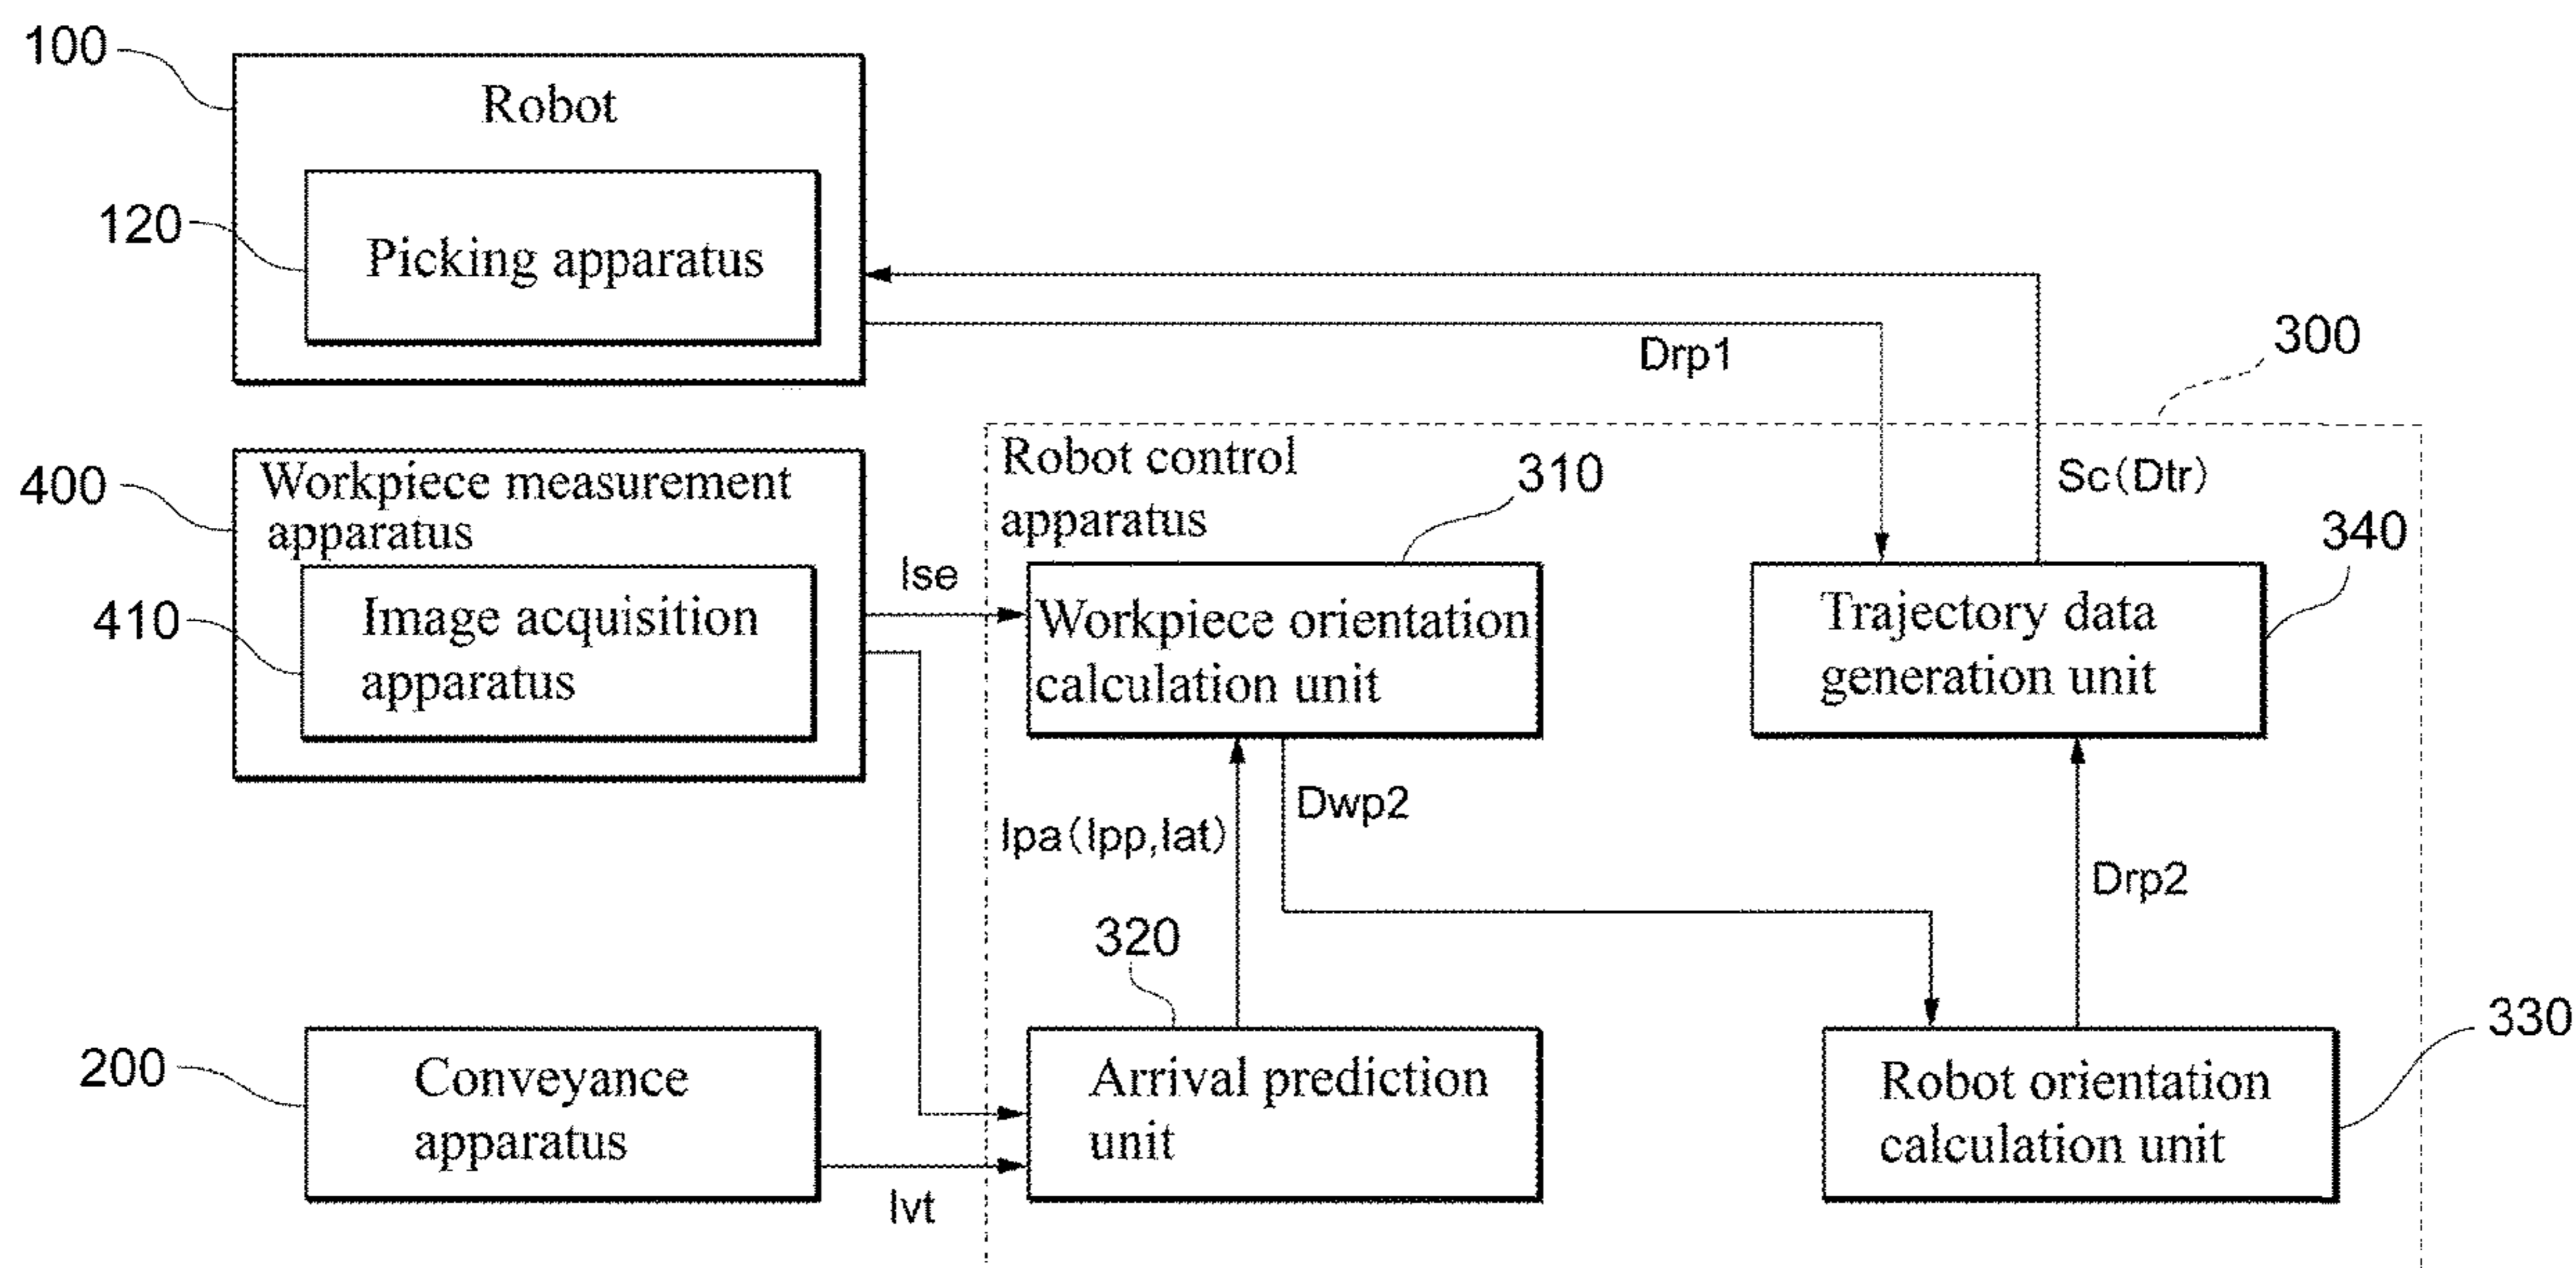 100
Robot
120
Picking apparatus
Drp1
300
400
Workpiece measurement
apparatus
Robot control
apparatus
310
Sc(Dtr)
340
410
Image acquisition
apparatus
Ise
Workpiece orientation
calculation unit
Trajectory data
generation unit
Ipa(Ipp,Iat)
Dwp2
Drp2
320
200
Conveyance
apparatus
Ivt
Arrival prediction
unit
Robot orientation
calculation unit
330